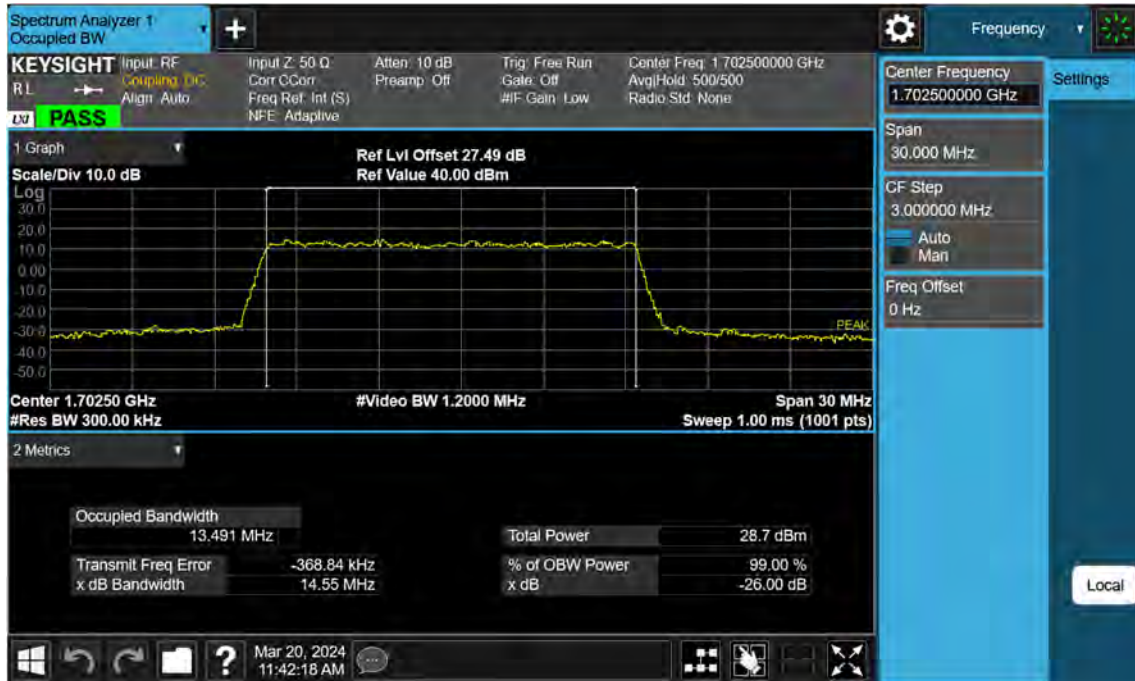 Spectrum Analyzer 1
Occupied BW
+
Frequency
KEYSIGHT
R L
LXI PASS
Input: RF
Coupling: DC
Align: Auto
Input Z: 50 Ω
Corr CCorr
Freq Ref: Int (S)
NFE: Adaptive
Atten: 10 dB
Preamp: Off
Trig: Free Run
Gate: Off
#IF Gain: Low
Center Freq: 1.702500000 GHz
Avg|Hold: 500/500
Radio Std: None
Center Frequency
1.702500000 GHz
Settings
Span
30.000 MHz
CF Step
3.000000 MHz
Auto
Man
Freq Offset
0 Hz
Local
1 Graph
Scale/Div 10.0 dB
Ref Lvl Offset 27.49 dB
Ref Value 40.00 dBm
Log
30.0
20.0
10.0
0.00
-10.0
-20.0
-30.0
-40.0
-50.0
PEAK
Center 1.70250 GHz
#Video BW 1.2000 MHz
Span 30 MHz
#Res BW 300.00 kHz
Sweep 1.00 ms (1001 pts)
2 Metrics
Occupied Bandwidth
13.491 MHz
Total Power 28.7 dBm
Transmit Freq Error -368.84 kHz
% of OBW Power 99.00 %
x dB Bandwidth 14.55 MHz
x dB -26.00 dB
?
Mar 20, 2024
11:42:18 AM